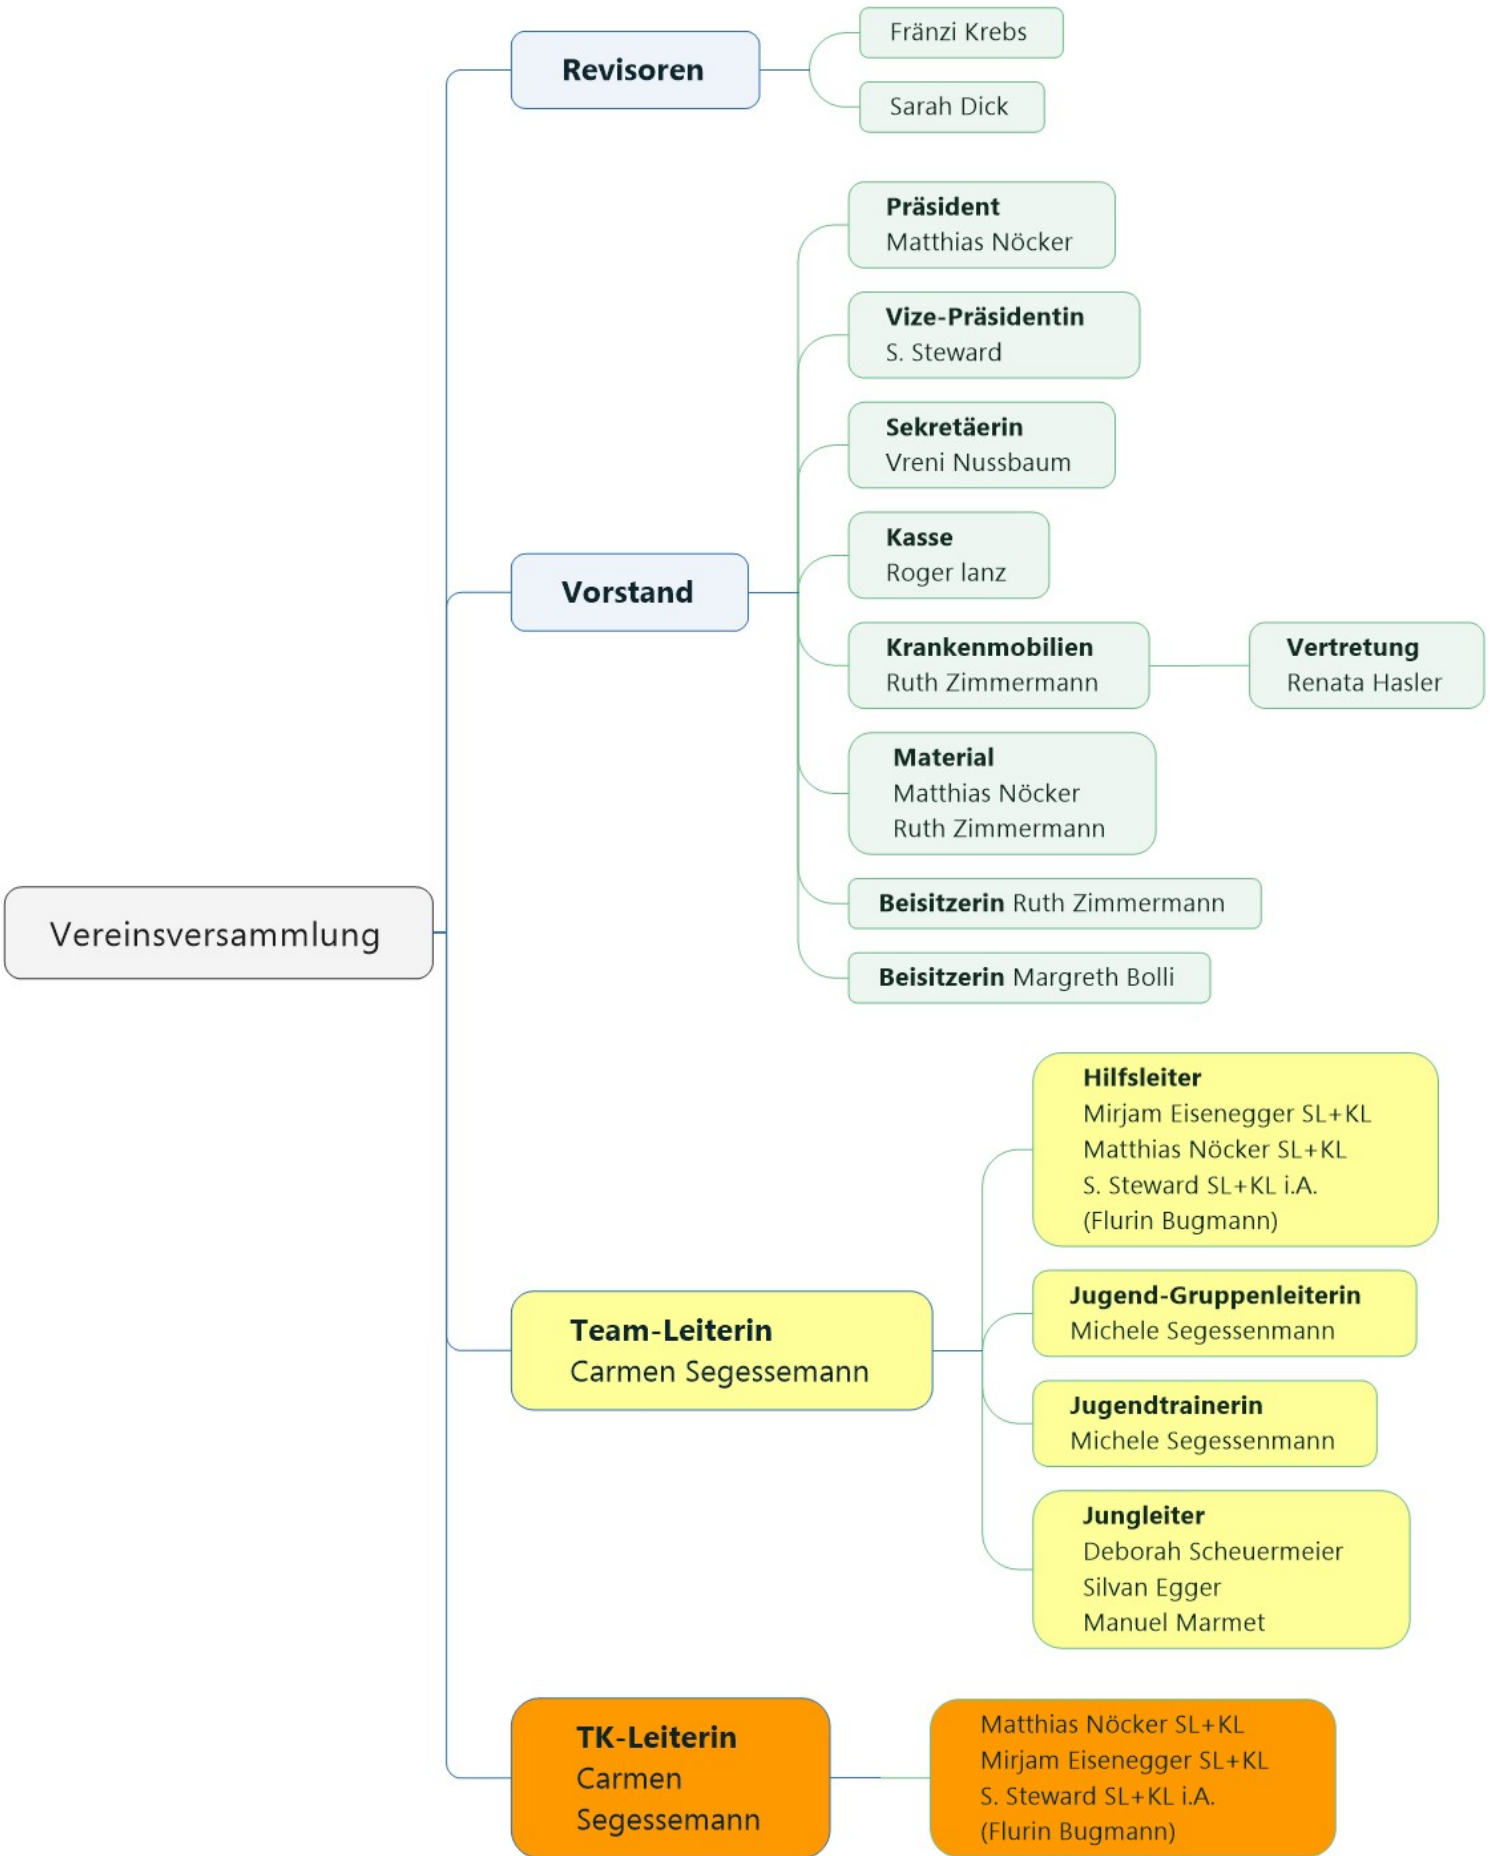 Vereinsversammlung
Revisoren
Fränzi Krebs
Sarah Dick
Vorstand
Präsident
Matthias Nöcker
Vize-Präsidentin
S. Steward
Sekretäerin
Vreni Nussbaum
Kasse
Roger lanz
Krankenmobilien
Ruth Zimmermann
Vertretung
Renata Hasler
Material
Matthias Nöcker
Ruth Zimmermann
Beisitzerin Ruth Zimmermann
Beisitzerin Margreth Bolli
Team-Leiterin
Carmen Segessemann
Hilfsleiter
Mirjam Eisenegger SL+KL
Matthias Nöcker SL+KL
S. Steward SL+KL i.A.
(Flurin Bugmann)
Jugend-Gruppenleiterin
Michele Segessenmann
Jugendtrainerin
Michele Segessenmann
Jungleiter
Deborah Scheuermeier
Silvan Egger
Manuel Marmet
TK-Leiterin
Carmen
Segessemann
Matthias Nöcker SL+KL
Mirjam Eisenegger SL+KL
S. Steward SL+KL i.A.
(Flurin Bugmann)